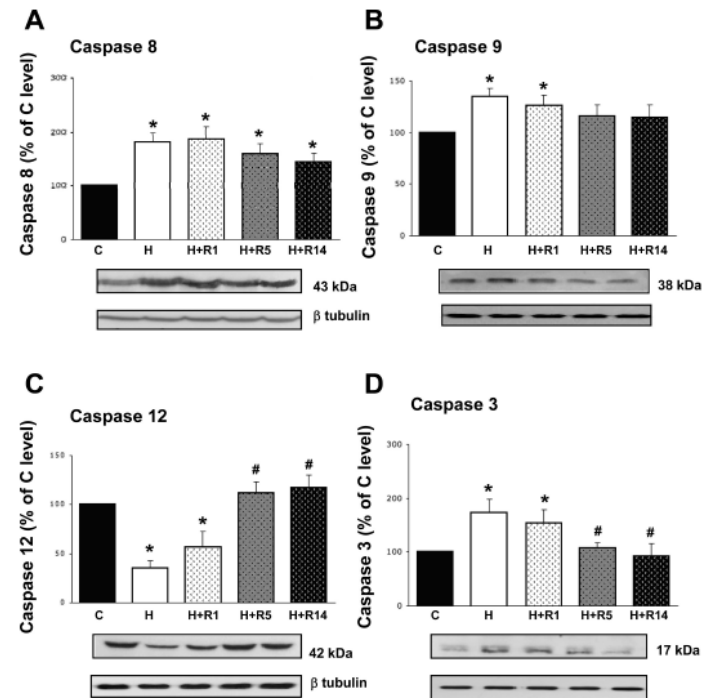 A
Caspase 8
Caspase 8 (% of C level)
300
200
100
0
* * * *
C H H+R1 H+R5 H+R14
43 kDa
β tubulin
B
Caspase 9
Caspase 9 (% of C level)
150
100
50
0
* *
C H H+R1 H+R5 H+R14
38 kDa
C
Caspase 12
Caspase 12 (% of C level)
150
100
50
0
* * # #
C H H+R1 H+R5 H+R14
42 kDa
β tubulin
D
Caspase 3
Caspase 3 (% of C level)
300
200
100
0
* * # #
C H H+R1 H+R5 H+R14
17 kDa